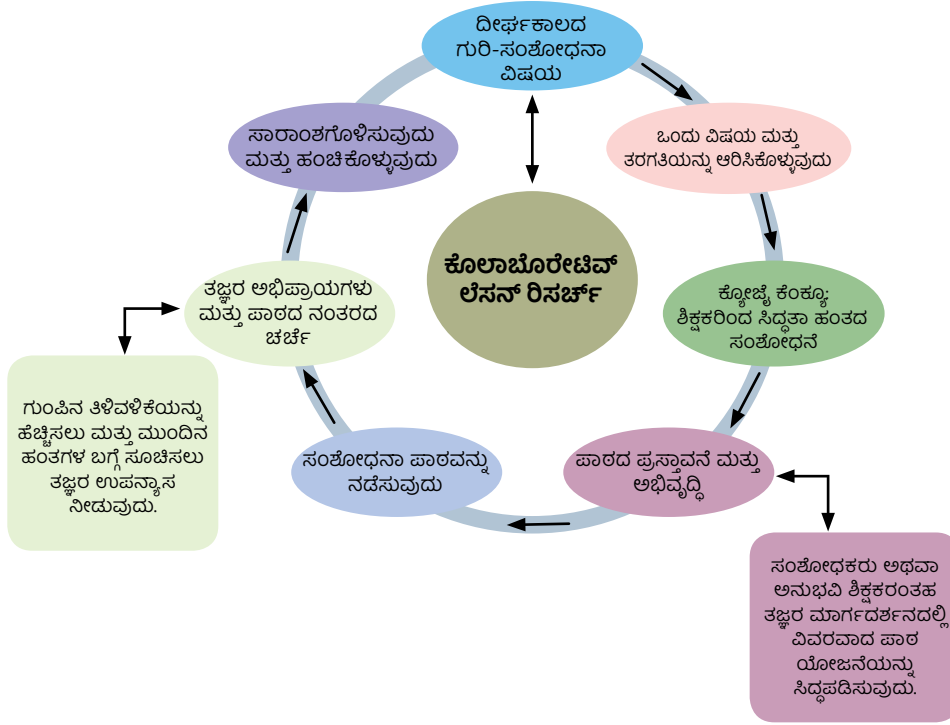 ದೀರ್ಘಕಾಲದ
ಗುರಿ-ಸಂಶೋಧನಾ
ವಿಷಯ
ಒಂದು ವಿಷಯ ಮತ್ತು
ತರಗತಿಯನ್ನು ಆರಿಸಿಕೊಳ್ಳುವುದು
ಕ್ಯೋಜೈ ಕೆಂಕ್ಯೂ:
ಶಿಕ್ಷಕರಿಂದ ಸಿದ್ಧತಾ ಹಂತದ
ಸಂಶೋಧನೆ
ಪಾಠದ ಪ್ರಸ್ತಾವನೆ ಮತ್ತು
ಅಭಿವೃದ್ಧಿ
ಸಂಶೋಧಕರು ಅಥವಾ
ಅನುಭವಿ ಶಿಕ್ಷಕರಂತಹ
ತಜ್ಞರ ಮಾರ್ಗದರ್ಶನದಲ್ಲಿ
ವಿವರವಾದ ಪಾಠ
ಯೋಜನೆಯನ್ನು
ಸಿದ್ಧಪಡಿಸುವುದು.
ಸಂಶೋಧನಾ ಪಾಠವನ್ನು
ನಡೆಸುವುದು
ತಜ್ಞರ ಅಭಿಪ್ರಾಯಗಳು
ಮತ್ತು ಪಾಠದ ನಂತರದ
ಚರ್ಚೆ
ಗುಂಪಿನ ತಿಳಿವಳಿಕೆಯನ್ನು
ಹೆಚ್ಚಿಸಲು ಮತ್ತು ಮುಂದಿನ
ಹಂತಗಳ ಬಗ್ಗೆ ಸೂಚಿಸಲು
ತಜ್ಞರ ಉಪನ್ಯಾಸ
ನೀಡುವುದು.
ಸಾರಾಂಶಗೊಳಿಸುವುದು
ಮತ್ತು ಹಂಚಿಕೊಳ್ಳುವುದು
ಕೊಲಾಬೊರೇಟಿವ್
ಲೆಸನ್ ರಿಸರ್ಚ್